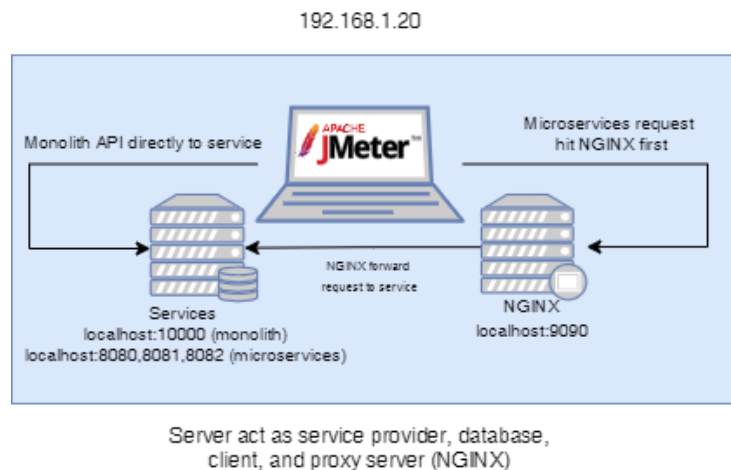 192.168.1.20
Monolith API directly to service
APACHE
JMeter™
Microservices request
hit NGINX first
NGINX forward
request to service
Services
localhost:10000 (monolith)
localhost:8080,8081,8082 (microservices)
NGINX
localhost:9090
Server act as service provider, database,
client, and proxy server (NGINX)